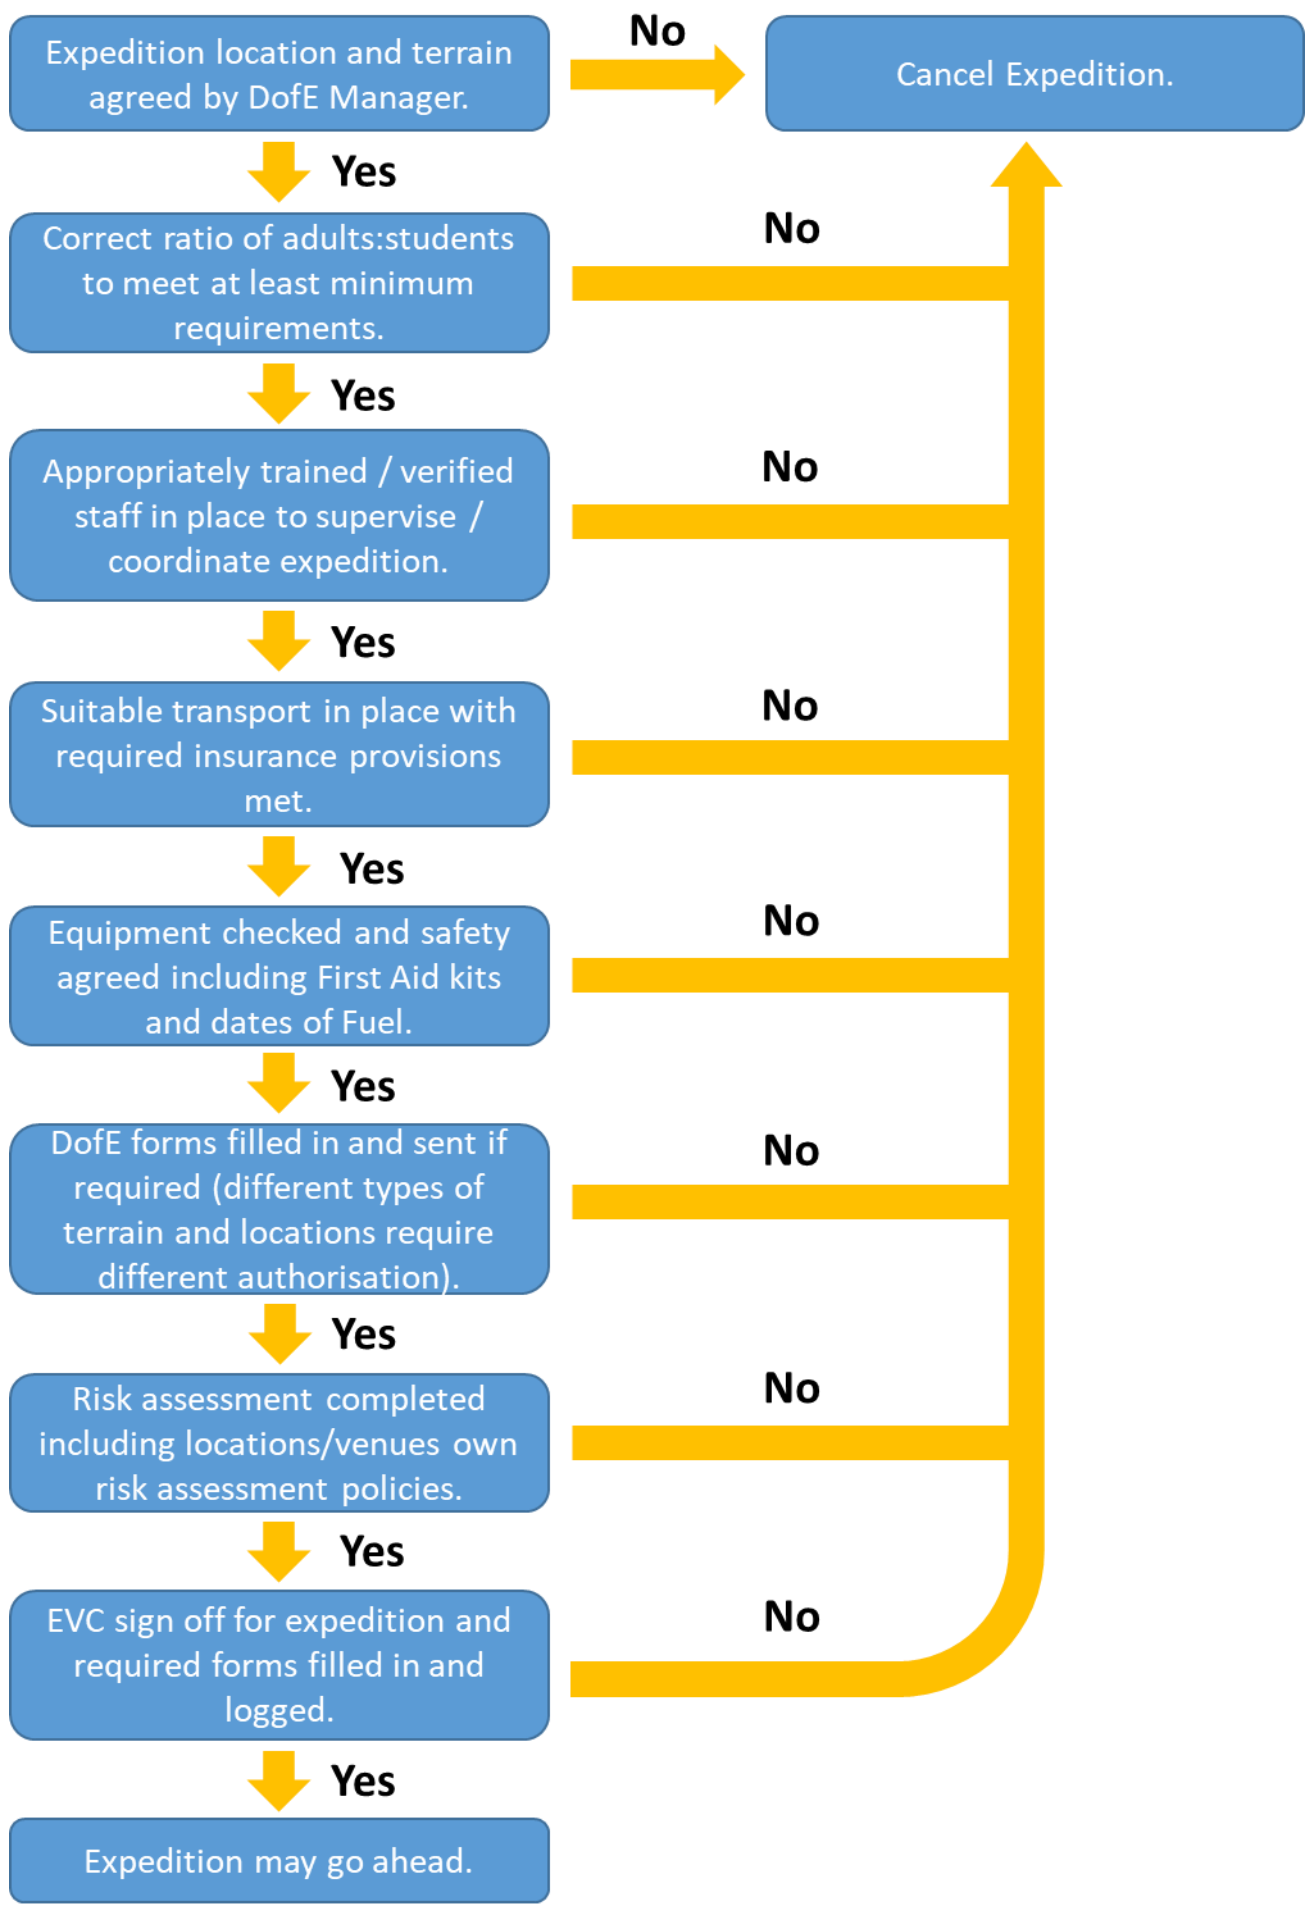 Expedition location and terrain
agreed by DofE Manager.
No
Cancel Expedition.
Yes
Correct ratio of adults:students
to meet at least minimum
requirements.
No
Yes
Appropriately trained / verified
staff in place to supervise /
coordinate expedition.
No
Yes
Suitable transport in place with
required insurance provisions
met.
No
Yes
Equipment checked and safety
agreed including First Aid kits
and dates of Fuel.
No
Yes
DofE forms filled in and sent if
required (different types of
terrain and locations require
different authorisation).
No
Yes
Risk assessment completed
including locations/venues own
risk assessment policies.
No
Yes
EVC sign off for expedition and
required forms filled in and
logged.
No
Yes
Expedition may go ahead.